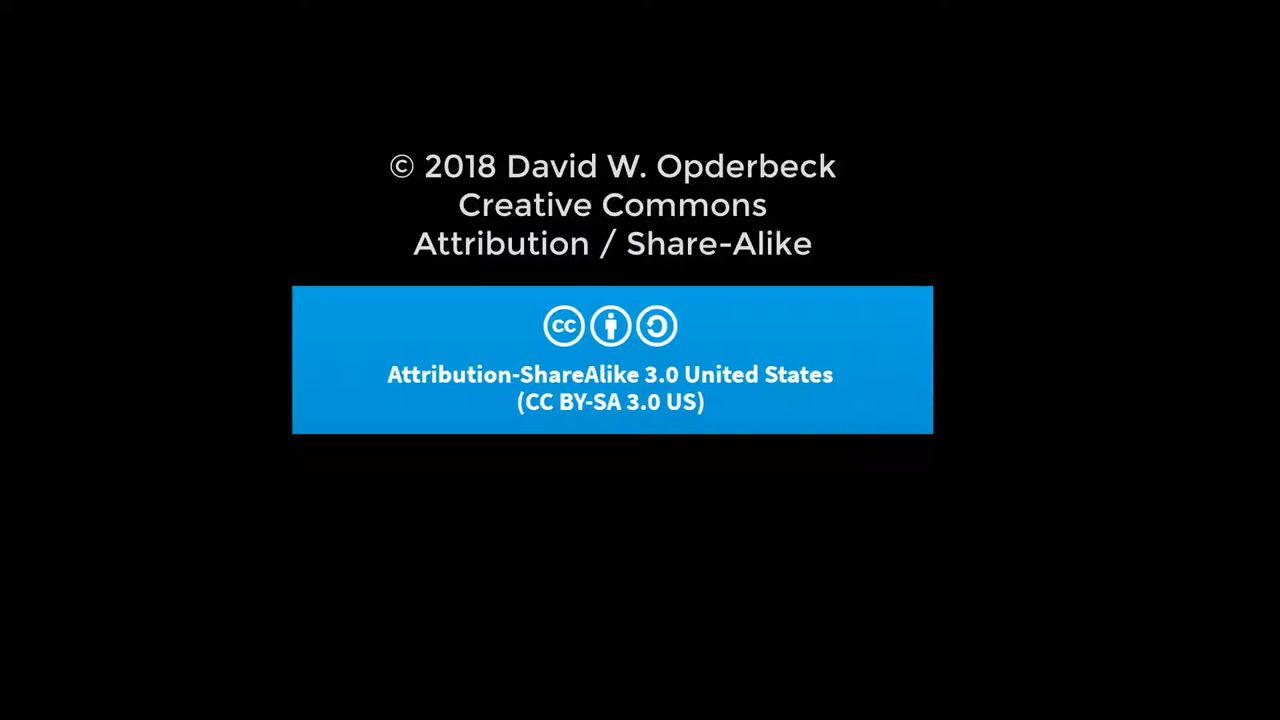 © 2018 David W. Opderbeck
Creative Commons
Attribution / Share-Alike
cc
Attribution-ShareAlike 3.0 United States
(CC BY-SA 3.0 US)